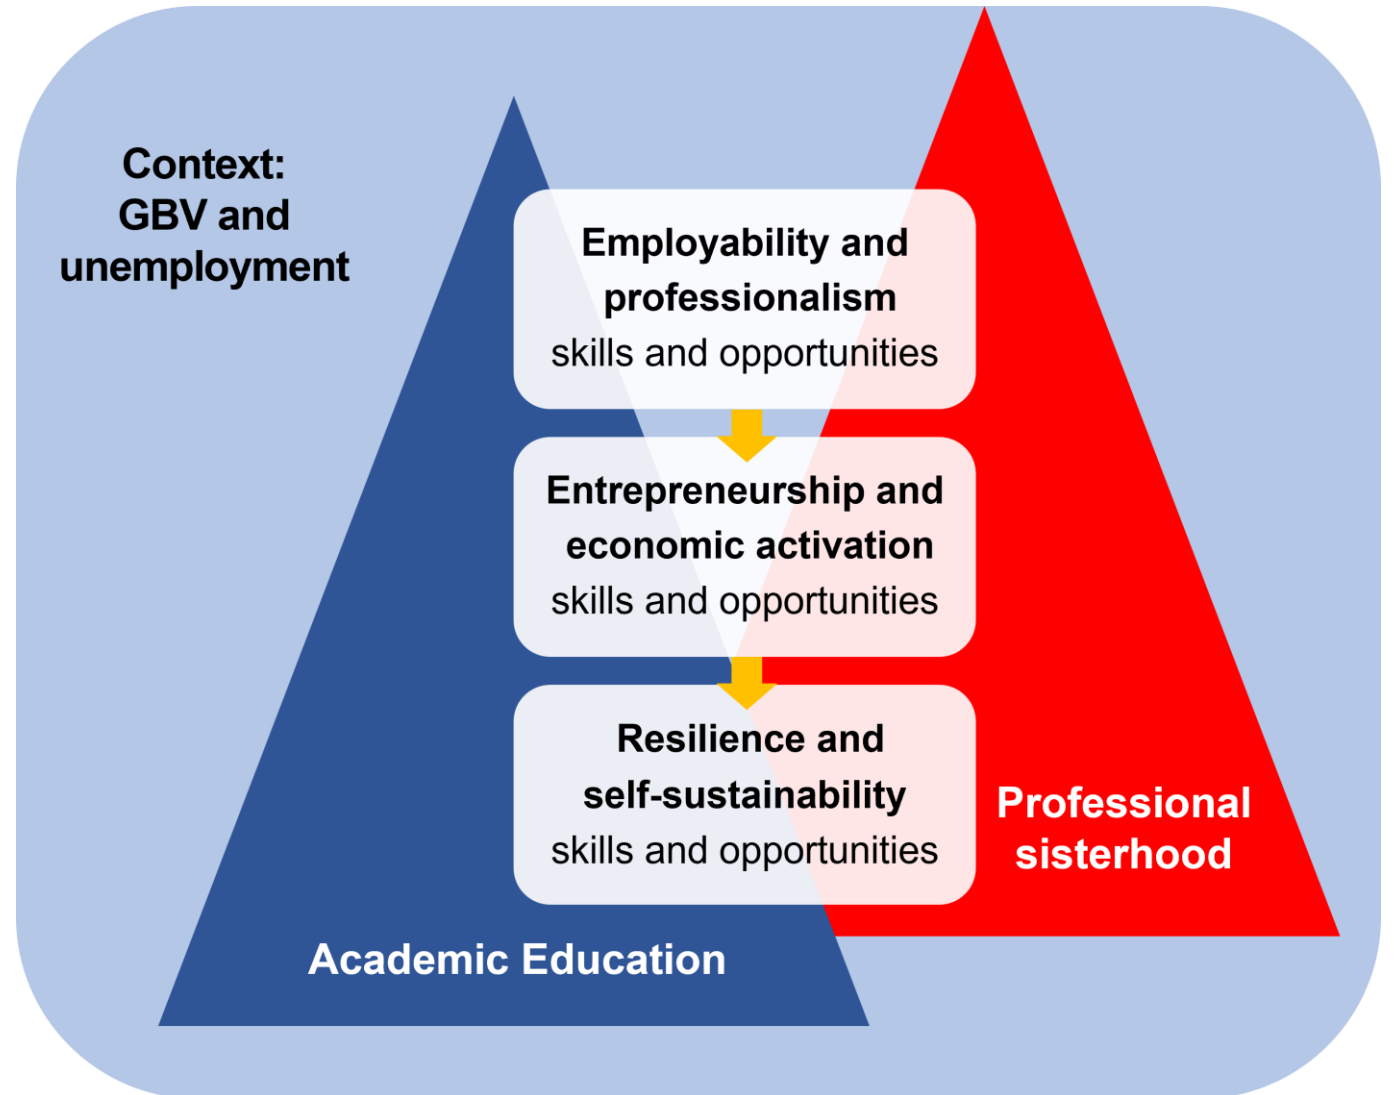 Context:
GBV and
unemployment
Employability and
professionalism
skills and opportunities
Entrepreneurship and
economic activation
skills and opportunities
Resilience and
self-sustainability
skills and opportunities
Professional
sisterhood
Academic Education